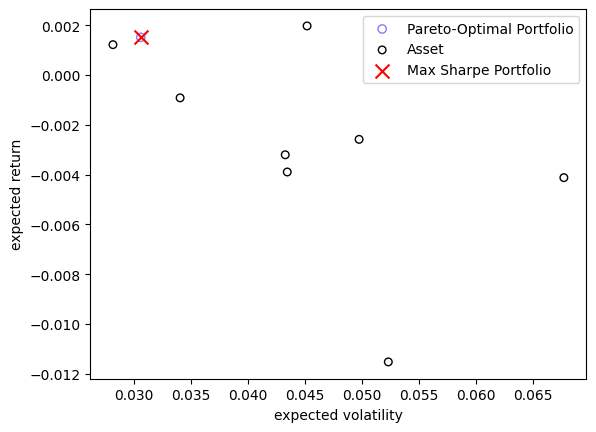 Pareto-Optimal Portfolio
Asset
Max Sharpe Portfolio
expected return
0.002
0.000
−0.002
−0.004
−0.006
−0.008
−0.010
−0.012
0.030 0.035 0.040 0.045 0.050 0.055 0.060 0.065
expected volatility